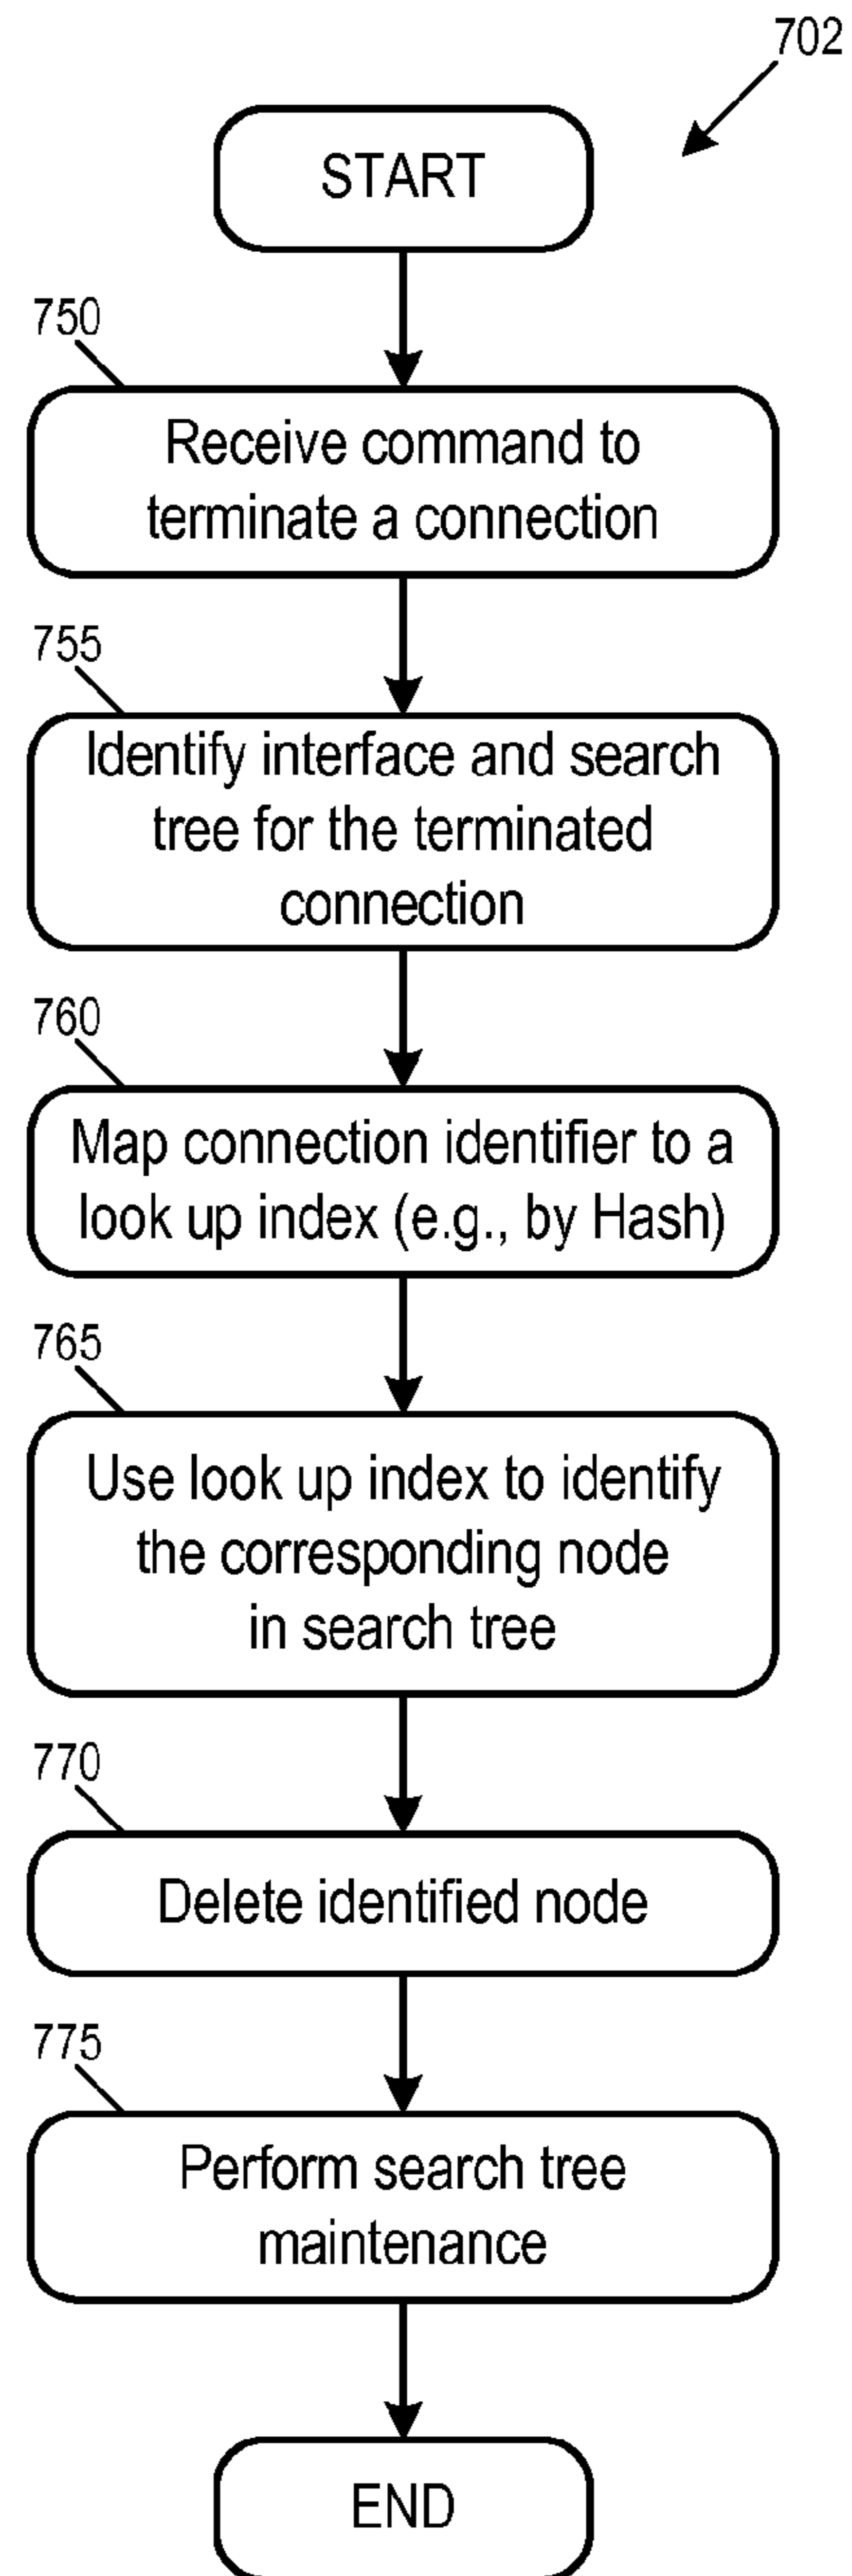 702
START
750
Receive command to
terminate a connection
755
Identify interface and search
tree for the terminated
connection
760
Map connection identifier to a
look up index (e.g., by Hash)
765
Use look up index to identify
the corresponding node
in search tree
770
Delete identified node
775
Perform search tree
maintenance
END